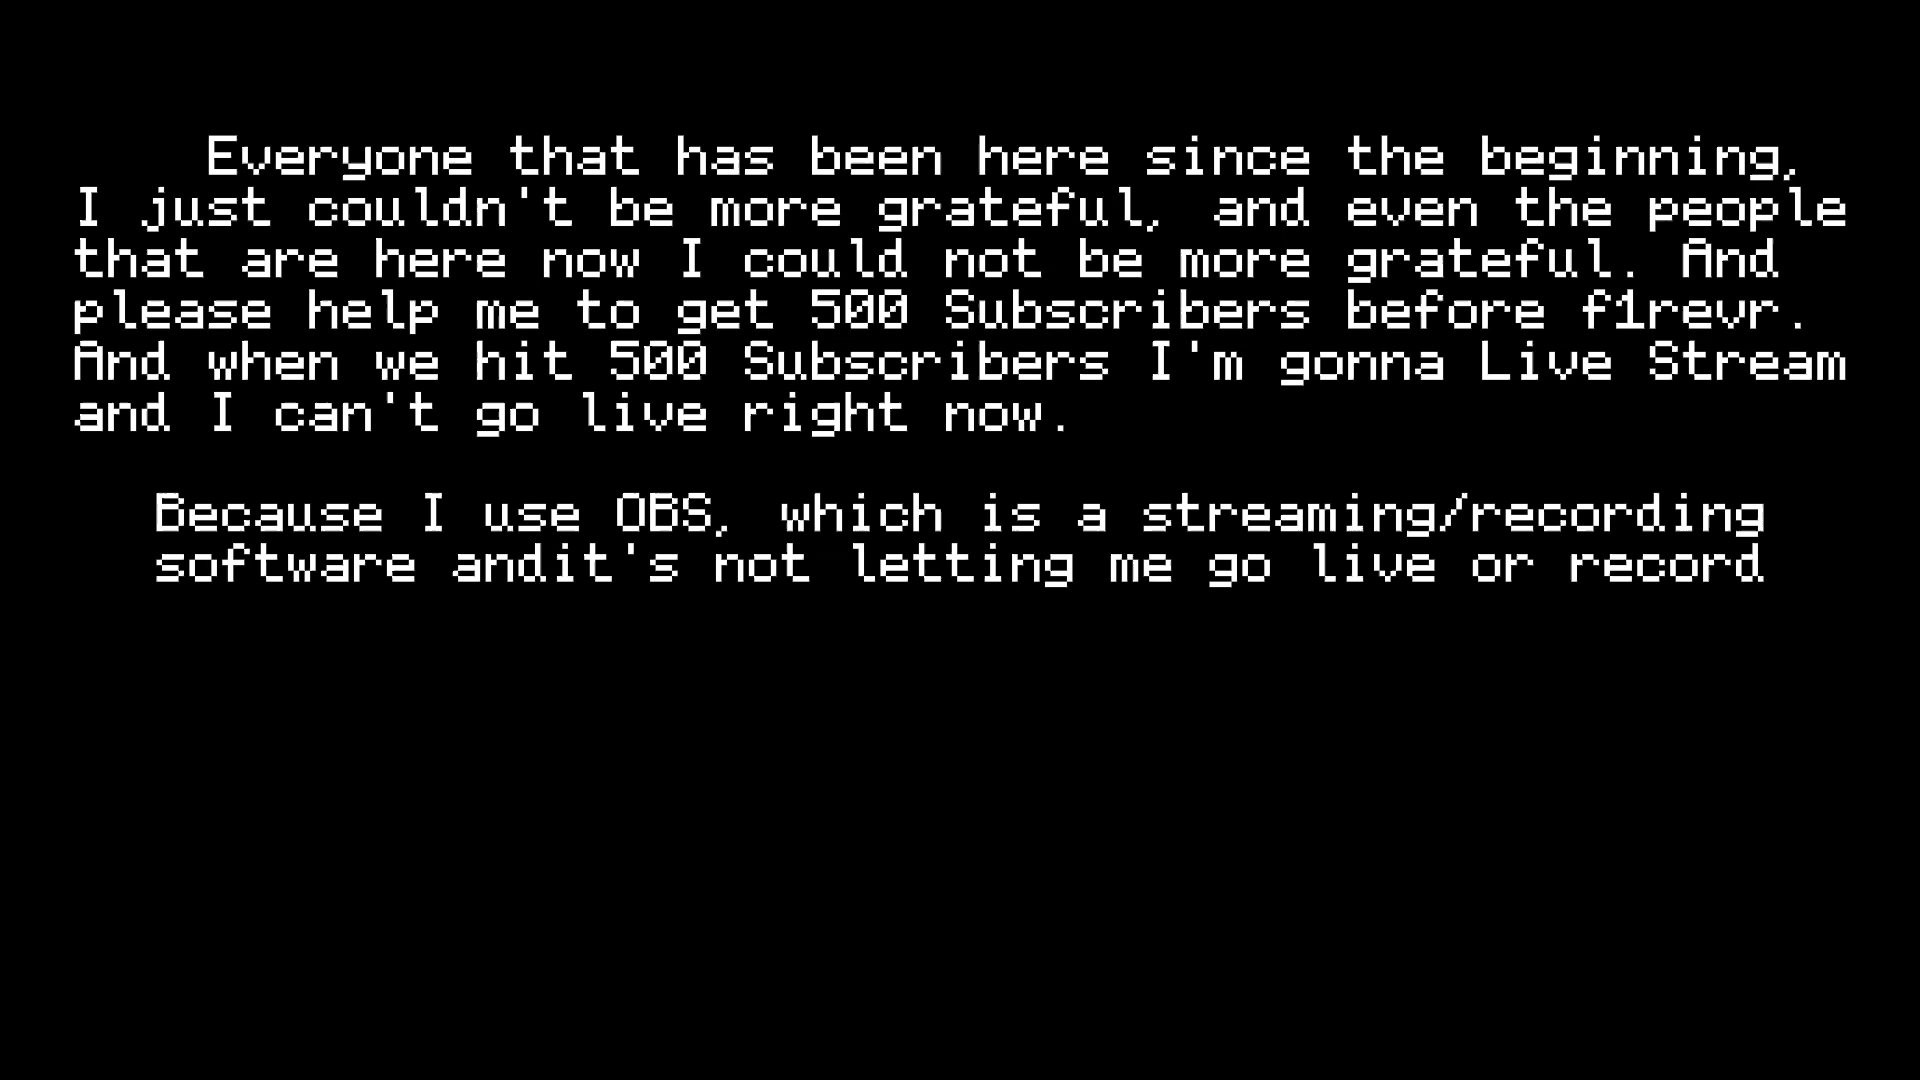 Everyone that has been here since the beginning,
I just couldn't be more grateful, and even the people
that are here now I could not be more grateful. And
please help me to get 500 Subscribers before f1revr.
And when we hit 500 Subscribers I'm gonna Live Stream
and I can't go live right now.
Because I use OBS, which is a streaming/recording
software andit's not letting me go live or record